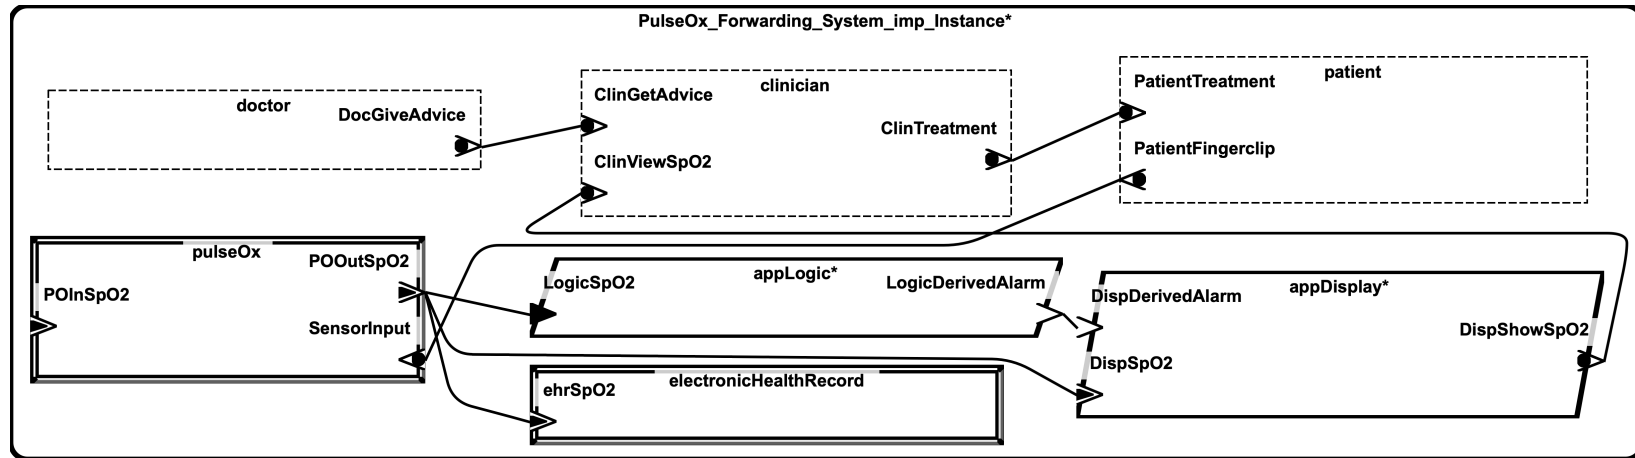 PulseOx_Forwarding_System_imp_Instance*
doctor
DocGiveAdvice
clinician
ClinGetAdvice
ClinTreatment
ClinViewSpO2
patient
PatientTreatment
PatientFingerclip
pulseOx
POOutSpO2
POInSpO2
SensorInput
appLogic*
LogicSpO2
LogicDerivedAlarm
appDisplay*
DispDerivedAlarm
DispShowSpO2
DispSpO2
electronicHealthRecord
ehrSpO2